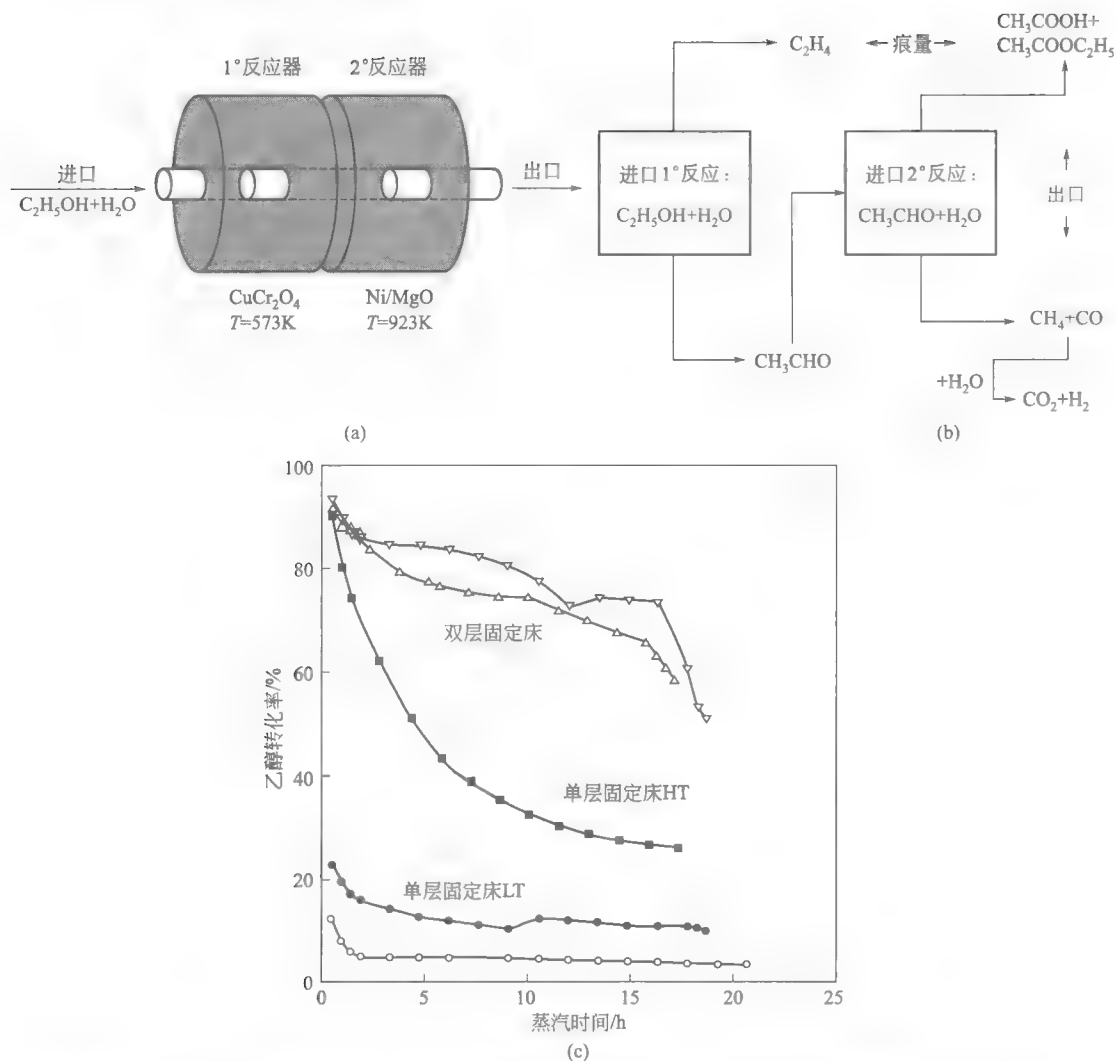 1°反应器
2°反应器
进口
C₂H₅OH+H₂O
出口
CuCr₂O₄
T=573K
Ni/MgO
T=923K
(a)
C₂H₄
痕量
CH₃COOH+
CH₃COOC₂H₅
进口1°反应:
C₂H₅OH+H₂O
进口2°反应:
CH₃CHO+H₂O
出口
CH₃CHO
CH₄+CO
+H₂O
CO₂+H₂
(b)
乙醇转化率/%
100
80
60
40
20
0
双层固定床
单层固定床HT
单层固定床LT
0
5
10
15
20
25
蒸汽时间/h
(c)